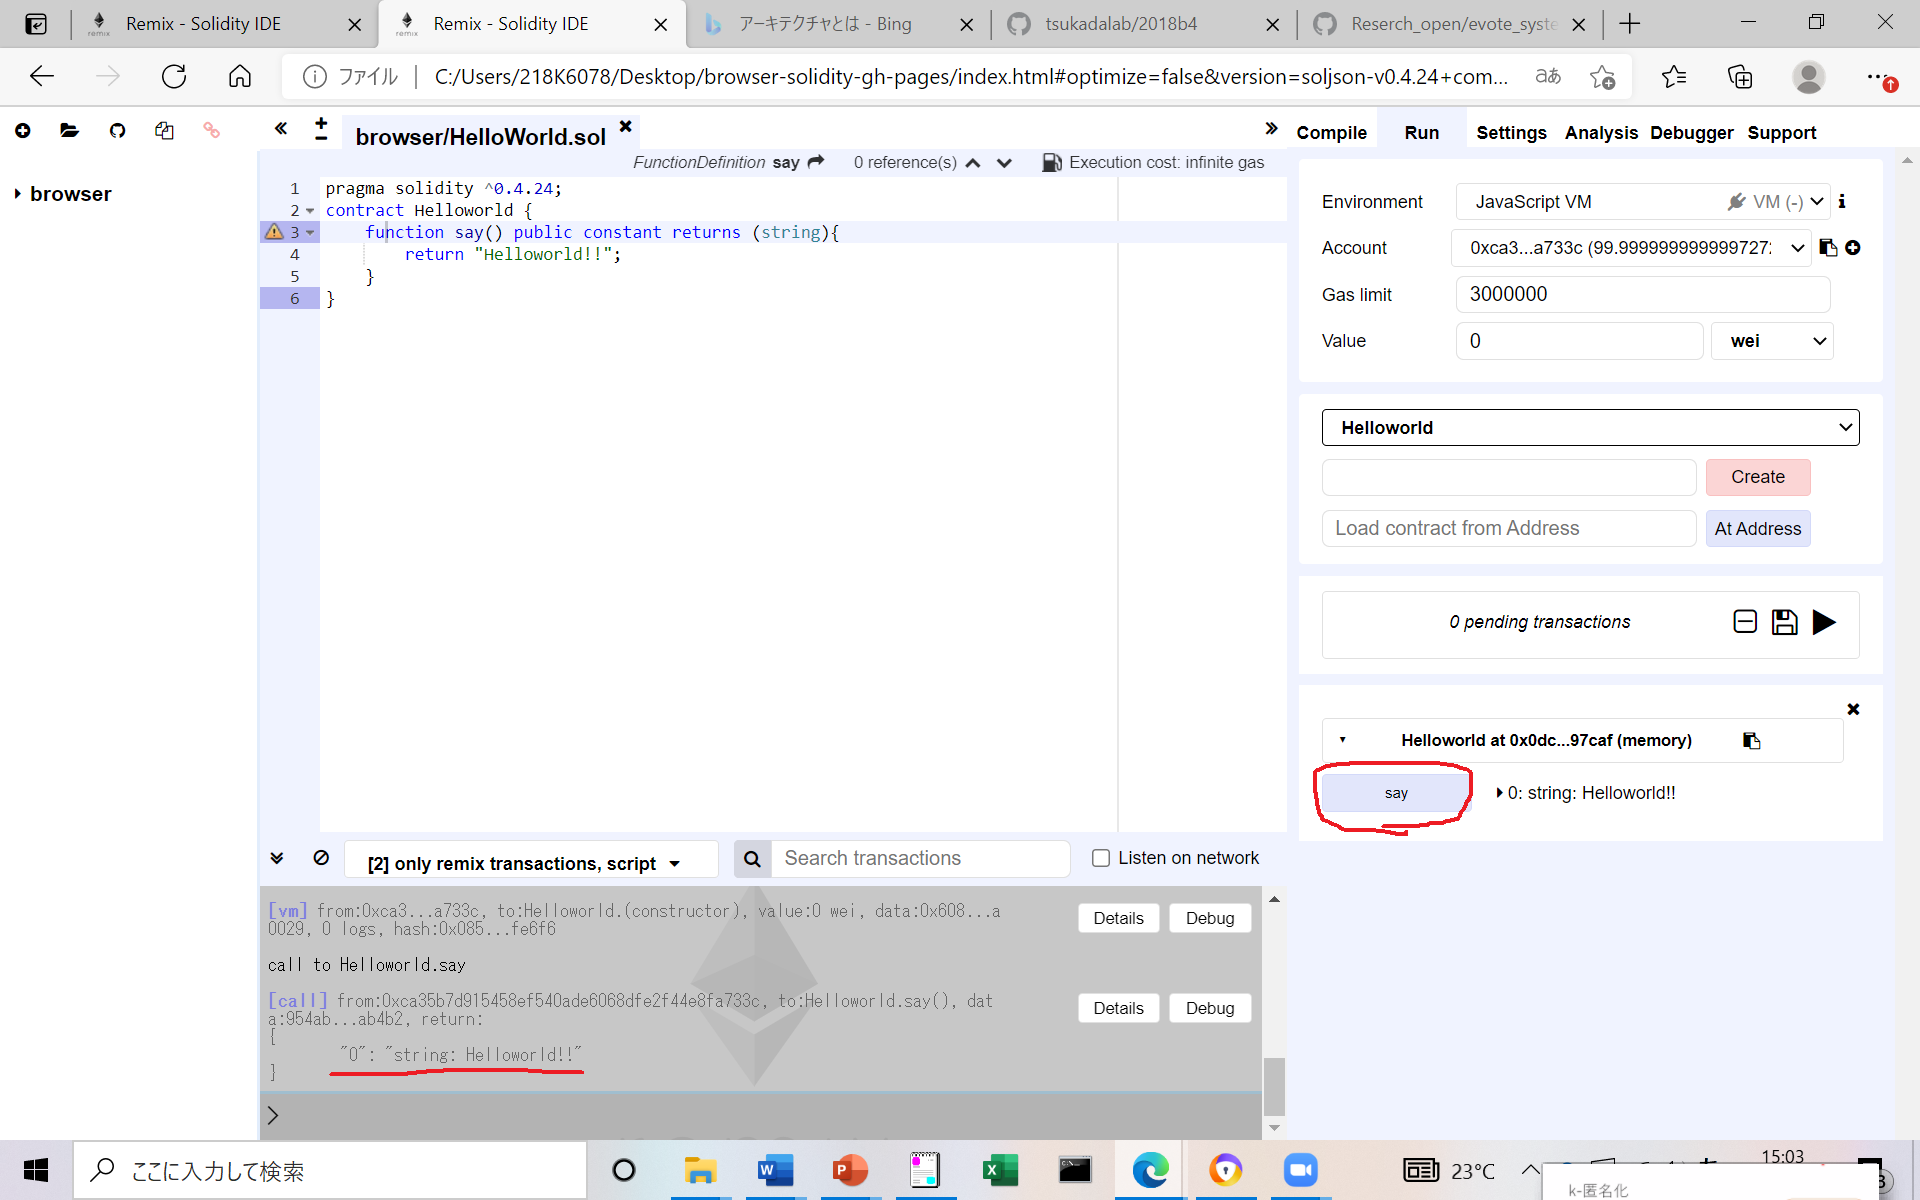 Remix - Solidity IDE
Remix - Solidity IDE
アーキテクチャとは - Bing
tsukadalab/2018b4
Reserch_open/evote_syste
ファイル
C:/Users/218K6078/Desktop/browser-solidity-gh-pages/index.html#optimize=false&version=soljson-v0.4.24+com...
browser
browser/HelloWorld.sol
FunctionDefinition say
0 reference(s)
Execution cost: infinite gas
1 pragma solidity ^0.4.24;
2 contract Helloworld {
3 function say() public constant returns (string){
4 return "Helloworld!!";
5 }
6 }
Compile Run Settings Analysis Debugger Support
Environment
JavaScript VM
VM (-)
Account
0xca3...a733c (99.9999999999997272
Gas limit
3000000
Value
0
wei
Helloworld
Create
Load contract from Address
At Address
0 pending transactions
Helloworld at 0x0dc...97caf (memory)
say
0: string: Helloworld!!
[2] only remix transactions, script
Search transactions
Listen on network
[vm] from:0xca3...a733c, to:Helloworld.(constructor), value:0 wei, data:0x608...a
0029, 0 logs, hash:0x085...fe6f6
Details
Debug
call to Helloworld.say
[call] from:0xca35b7d915458ef540ade6068dfe2f44e8fa733c, to:Helloworld.say(), dat
a:954ab...ab4b2, return:
Details
Debug
{
"0": "string: Helloworld!!"
}
>
ここに入力して検索
23°C
15:03
k-匿名化